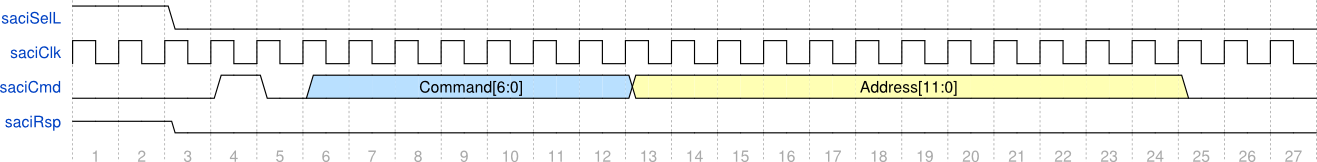 saciSelL
saciClk
saciCmd Command[6:0] Address[11:0]
saciRsp
1 2 3 4 5 6 7 8 9 10 11 12 13 14 15 16 17 18 19 20 21 22 23 24 25 26 27